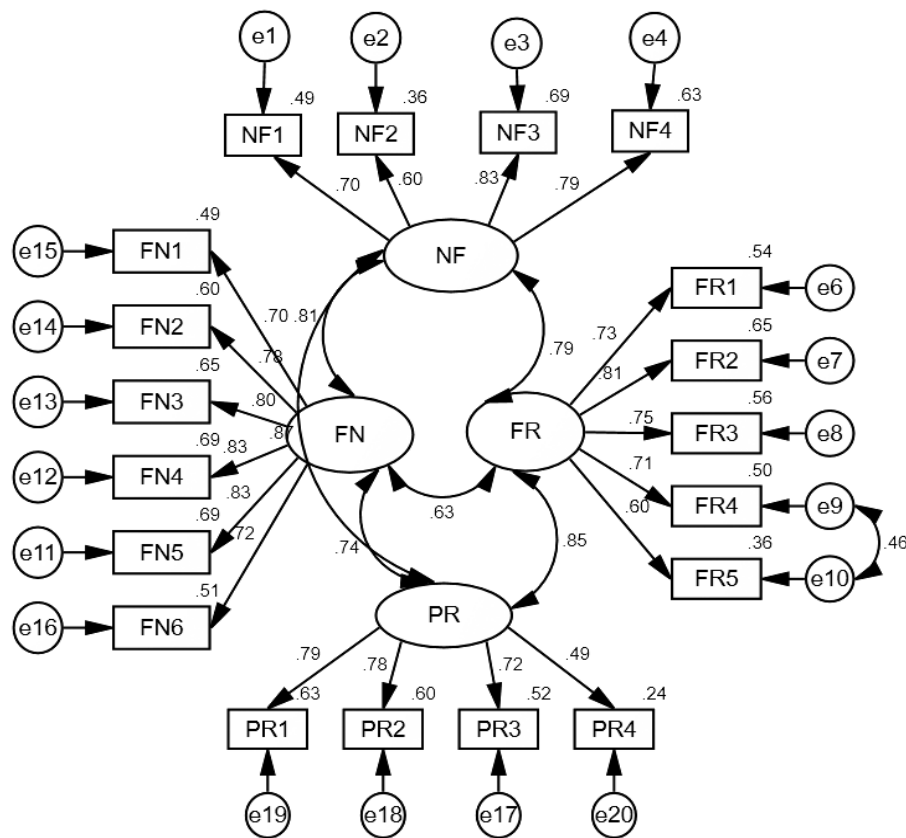 e1 e2 e3 e4
.49 .36 .69 .63
NF1 NF2 NF3 NF4
.70 .60 .83 .79
NF
.49
e15 FN1
.60
e14 FN2
.65
e13 FN3
.69
e12 FN4
.69
e11 FN5
.51
e16 FN6
.70
.78
.80
.83
.83
.72
.81
.87
FN
.79
FR
.63
.74
.85
.73
.81
.75
.71
.60
.54
FR1 e6
.65
FR2 e7
.56
FR3 e8
.50
FR4 e9
.36
FR5 e10
.46
PR
.79 .78 .72 .49
.63 .60 .52 .24
PR1 PR2 PR3 PR4
e19 e18 e17 e20